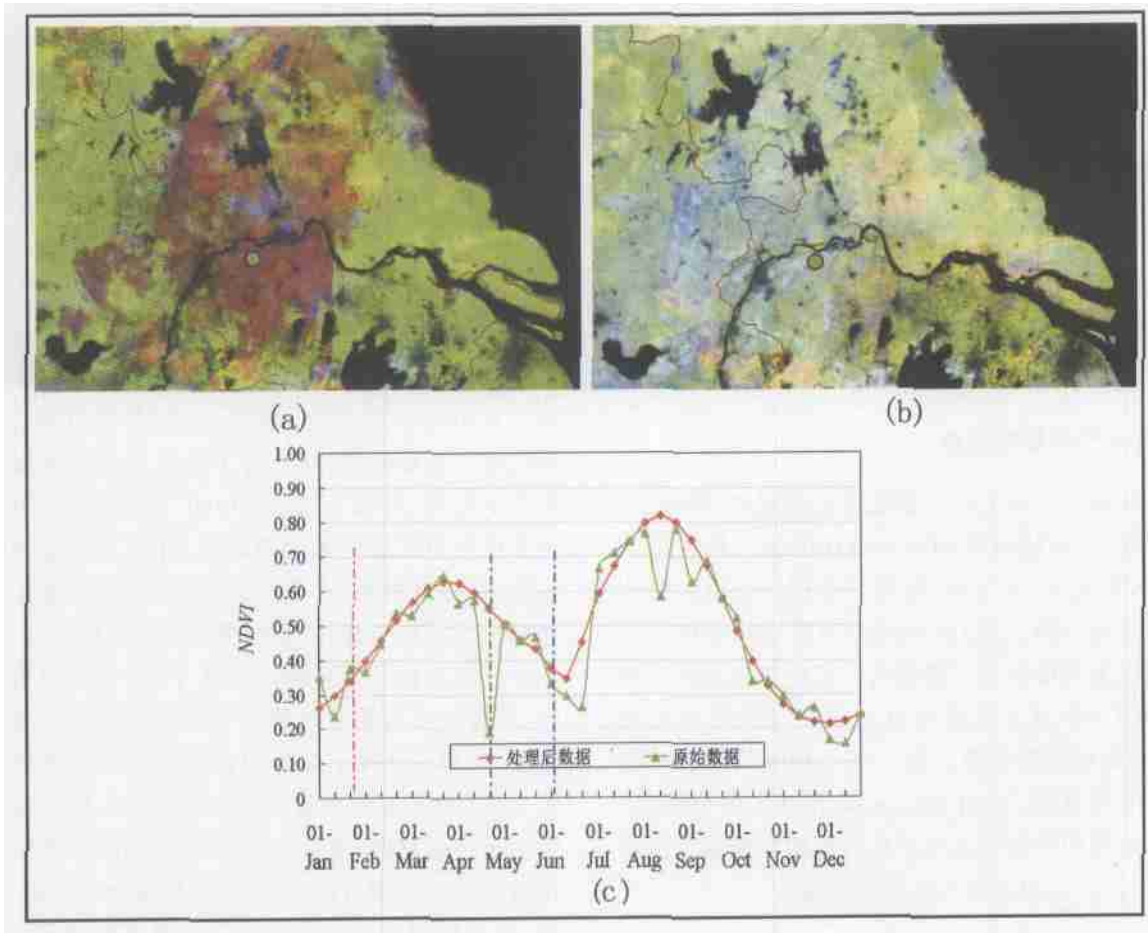 (a)
(b)
1.00
0.90
0.80
0.70
0.60
0.50
0.40
0.30
0.20
0.10
0
NDVI
处理后数据 原始数据
01- 01- 01- 01- 01- 01- 01- 01- 01- 01- 01- 01-
Jan Feb Mar Apr May Jun Jul Aug Sep Oct Nov Dec
(c)